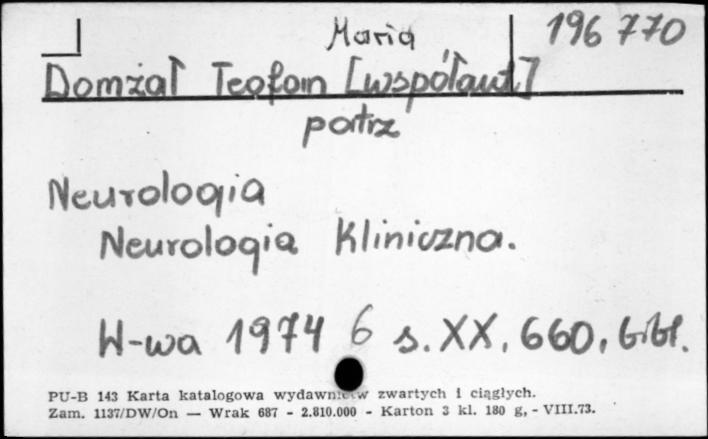 Maria 196 770
Domżał Teofan [współaut]
patrz
Neurologia
Neurologia Kliniczna.
W-wa 1974 6 s. XX, 660, bibl.
PU-B 143 Karta katalogowa wydawnictw zwartych i ciągłych.
Zam. 1137/DW/On — Wrak 687 - 2.810.000 - Karton 3 kl. 180 g, - VIII.73.